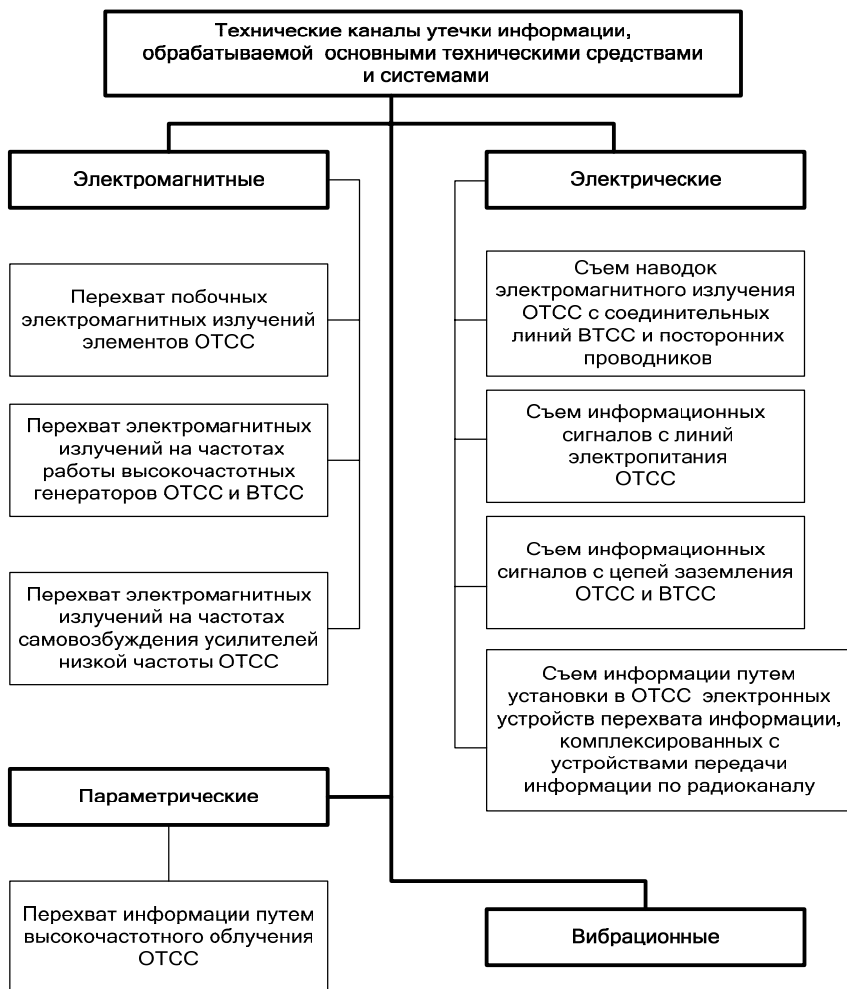 Технические каналы утечки информации,
обрабатываемой основными техническими средствами
и системами
Электромагнитные
Перехват побочных
электромагнитных излучений
элементов ОТСС
Перехват электромагнитных
излучений на частотах
работы высокочастотных
генераторов ОТСС и ВТСС
Перехват электромагнитных
излучений на частотах
самовозбуждения усилителей
низкой частоты ОТСС
Электрические
Съем наводок
электромагнитного излучения
ОТСС с соединительных
линий ВТСС и посторонних
проводников
Съем информационных
сигналов с линий
электропитания
ОТСС
Съем информационных
сигналов с цепей заземления
ОТСС и ВТСС
Съем информации путем
установки в ОТСС электронных
устройств перехвата информации,
комплексированных с
устройствами передачи
информации по радиоканалу
Параметрические
Перехват информации путем
высокочастотного облучения
ОТСС
Вибрационные